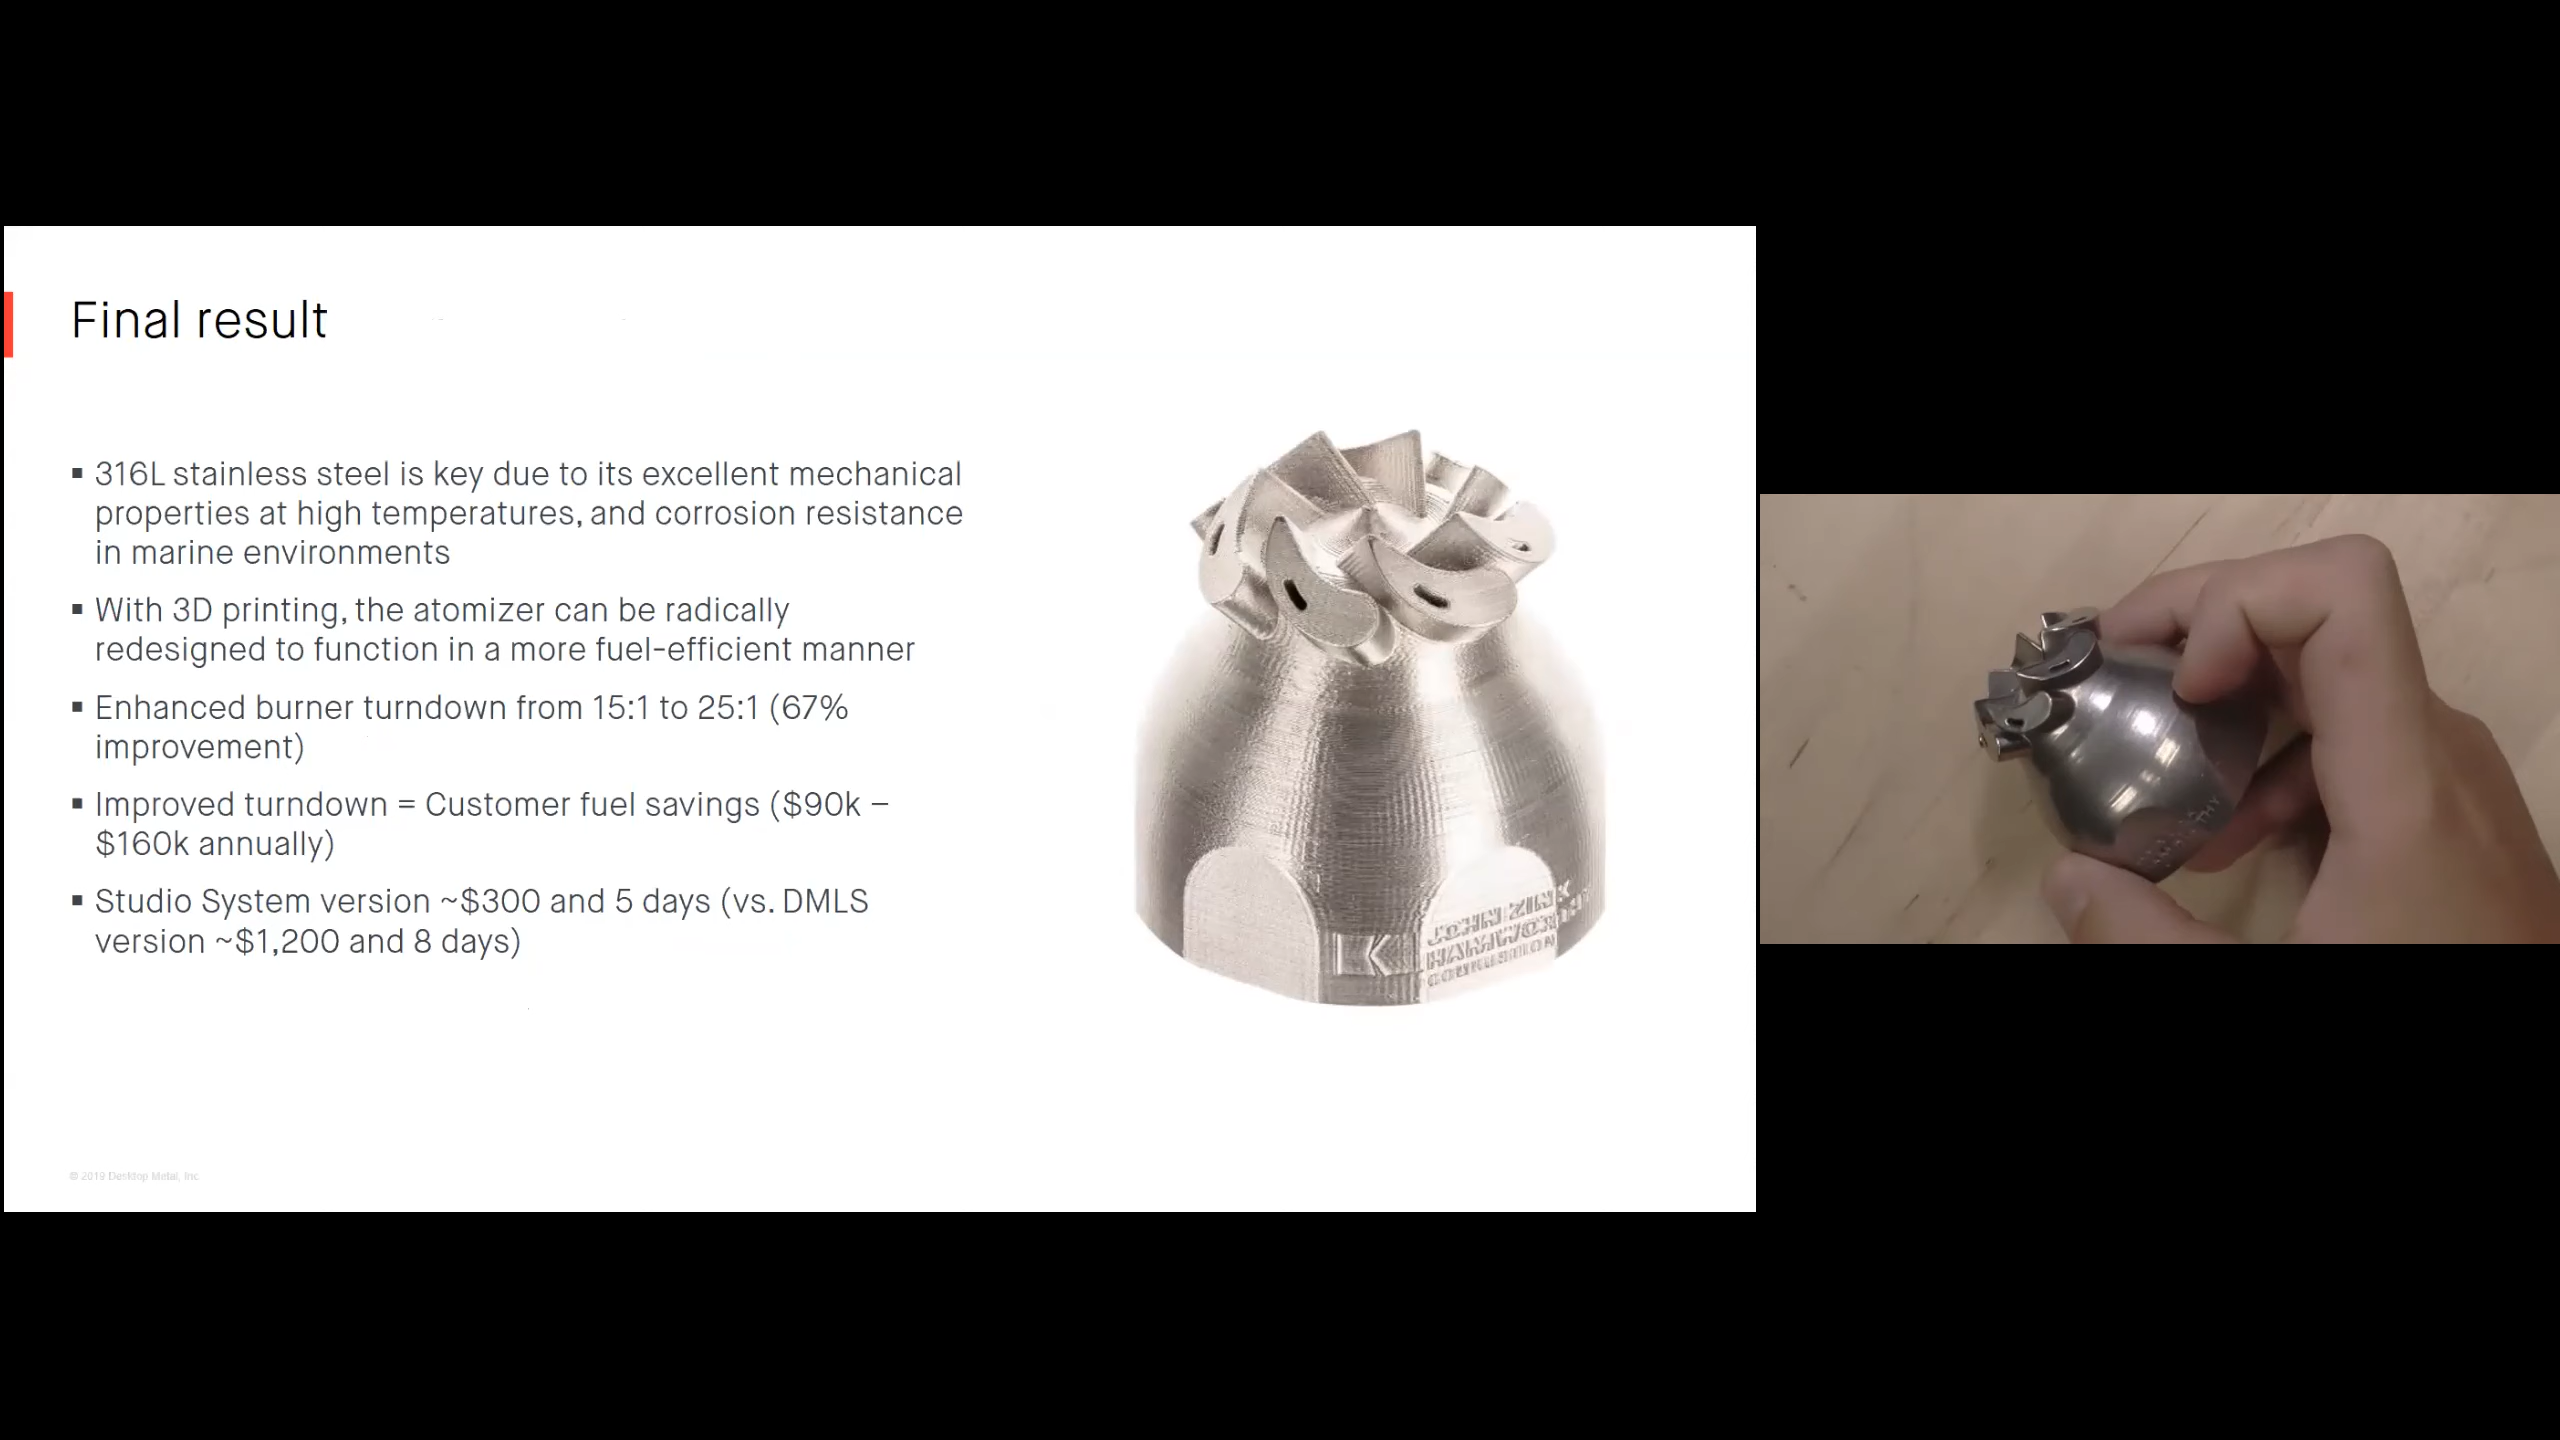 Final result
▪ 316L stainless steel is key due to its excellent mechanical
properties at high temperatures, and corrosion resistance
in marine environments
▪ With 3D printing, the atomizer can be radically
redesigned to function in a more fuel-efficient manner
▪ Enhanced burner turndown from 15:1 to 25:1 (67%
improvement)
▪ Improved turndown = Customer fuel savings ($90k –
$160k annually)
▪ Studio System version ~$300 and 5 days (vs. DMLS
version ~$1,200 and 8 days)
JOHN ZINK
HAMWORTHY
COMBUSTION
© 2019 Desktop Metal, Inc